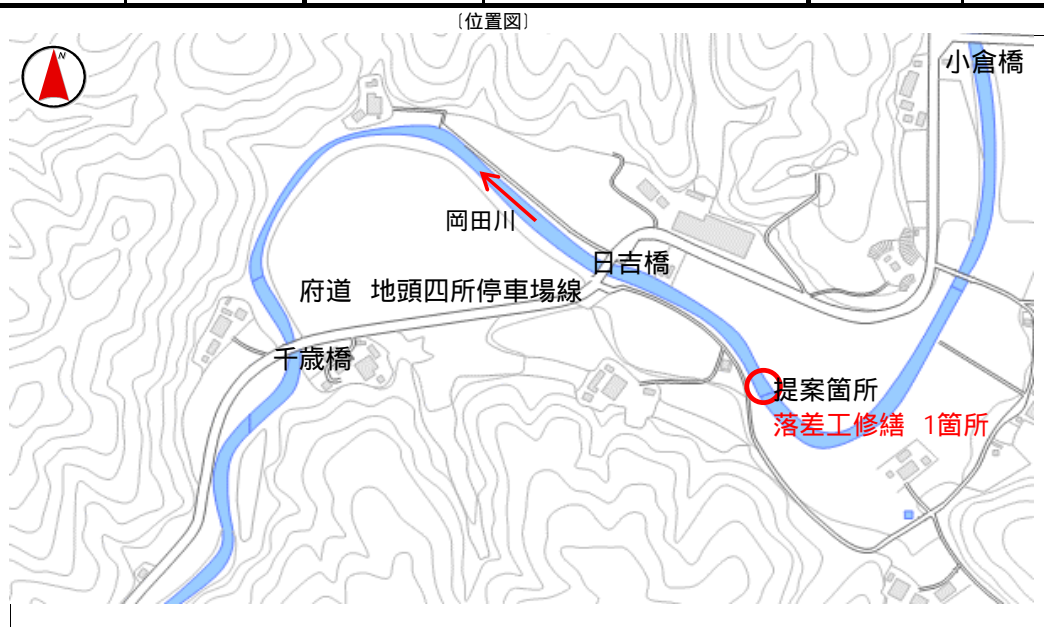 ［位置図］
N
小倉橋
岡田川
日吉橋
府道　地頭四所停車場線
千歳橋
提案箇所
落差工修繕　1箇所